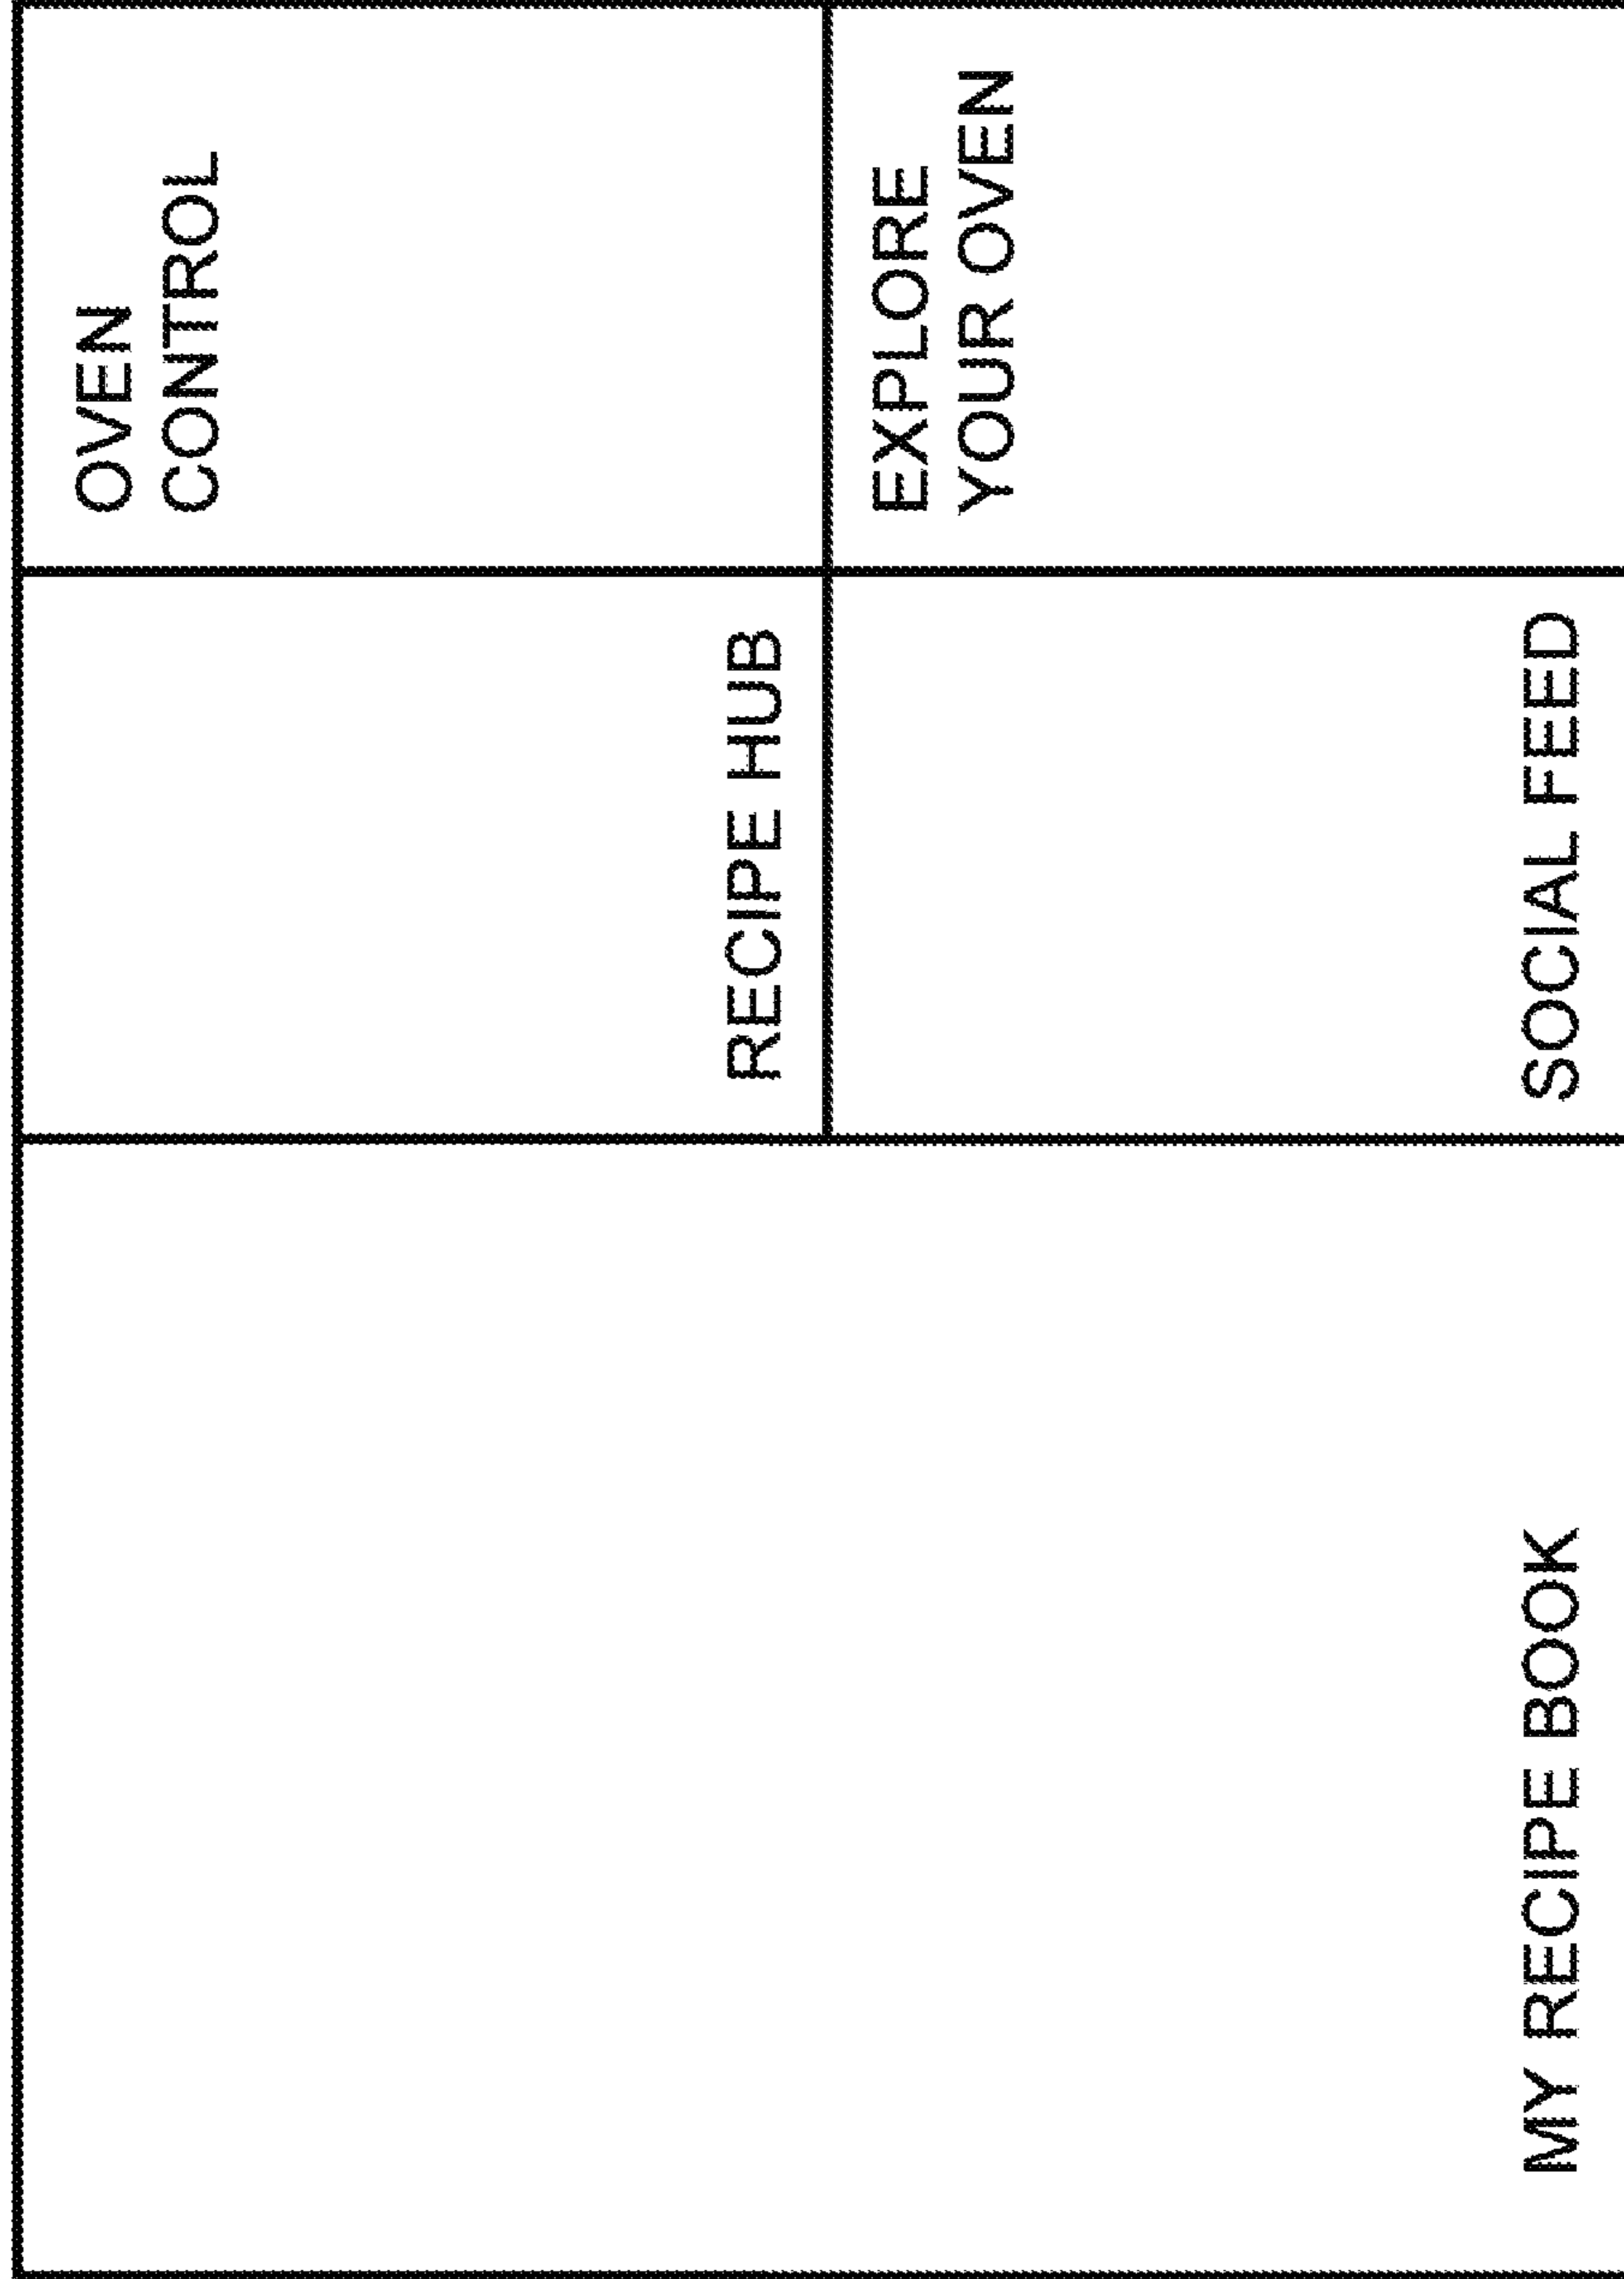 OVEN
CONTROL
RECIPE HUB
EXPLORE
YOUR OVEN
MY RECIPE BOOK
SOCIAL FEED